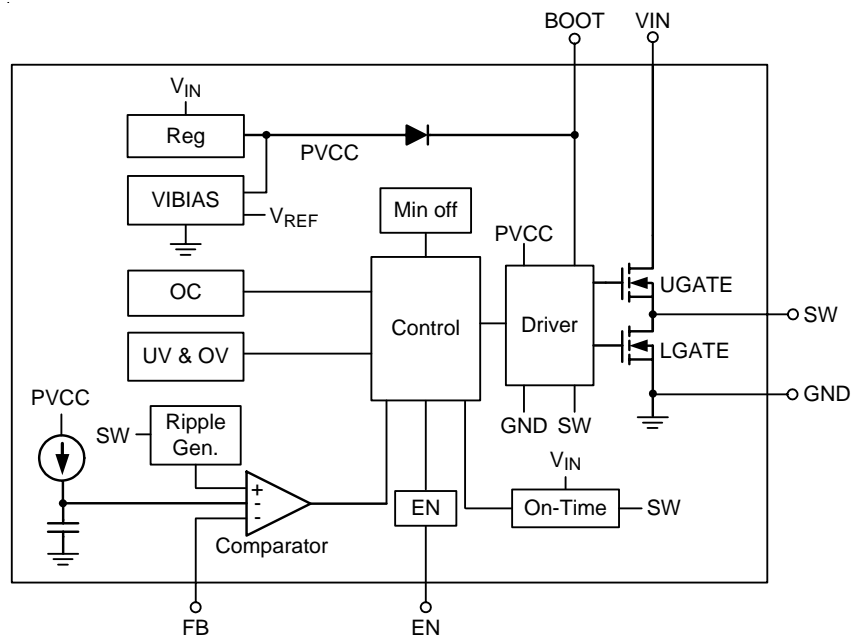 BOOT VIN
VIN
Reg
PVCC
VIBIAS
VREF
Min off
PVCC
OC
UGATE
Control
Driver
SW
UV & OV
LGATE
PVCC
GND
SW
Ripple
Gen.
GND SW
VIN
+
-
-
EN
On-Time
SW
Comparator
FB
EN